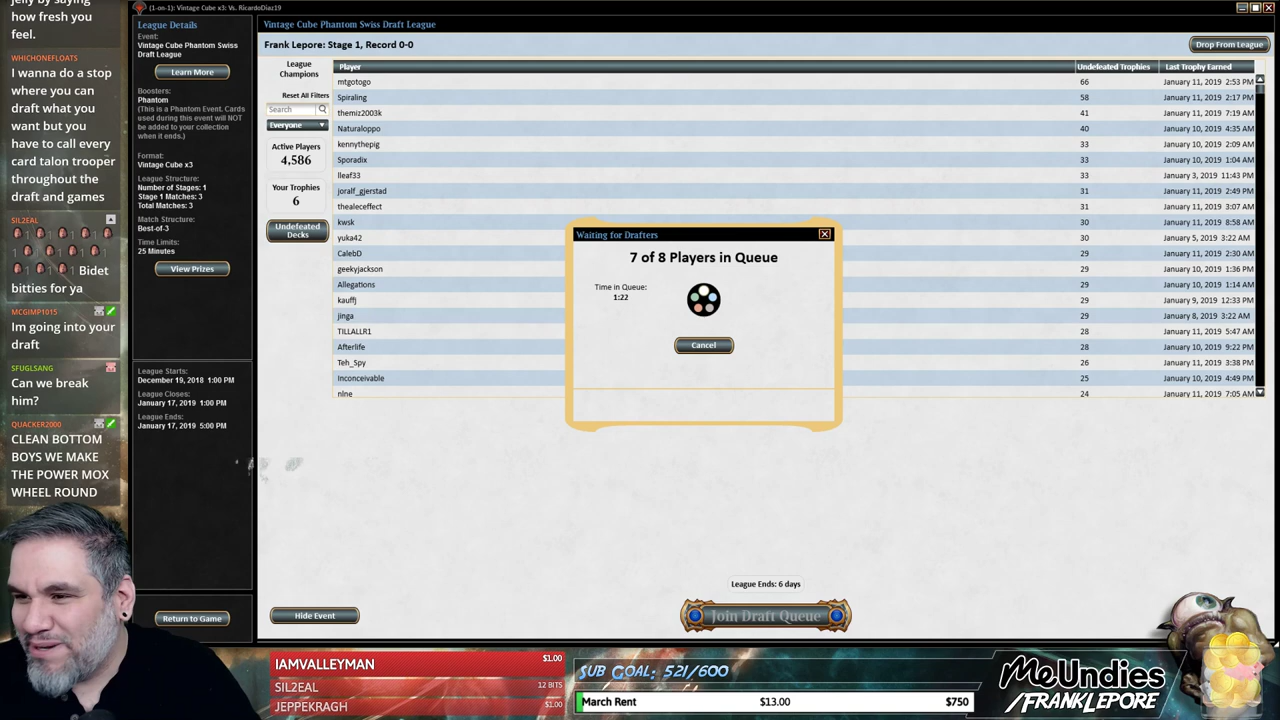 jelly by saying
how fresh you
feel.
WHICHONEFLOATS
I wanna do a stop
where you can
draft what you
want but you
have to call every
card talon trooper
throughout the
draft and games
SIL2EAL
Bidet
bitties for ya
MCGIMP1015
Im going into your
draft
SFUGLSANG
Can we break
him?
QUACKER2000
CLEAN BOTTOM
BOYS WE MAKE
THE POWER MOX
WHEEL ROUND
(1-on-1): Vintage Cube x3: Vs. RicardoDiaz19
League Details
Event:
Vintage Cube Phantom Swiss
Draft League
Learn More
Boosters:
Phantom
(This is a Phantom Event. Cards
used during this event will NOT
be added to your collection
when it ends.)
Format:
Vintage Cube x3
League Structure:
Number of Stages: 1
Stage 1 Matches: 3
Total Matches: 3
Match Structure:
Best-of-3
Time Limits:
25 Minutes
View Prizes
League Starts:
December 19, 2018 1:00 PM
League Closes:
January 17, 2019 1:00 PM
League Ends:
January 17, 2019 5:00 PM
Return to Game
Vintage Cube Phantom Swiss Draft League
Frank Lepore: Stage 1, Record 0-0
Drop From League
League
Champions
Reset All Filters
Search
Everyone
Active Players
4,586
Your Trophies
6
Undefeated
Decks
Player Undefeated Trophies Last Trophy Earned
mtgotogo 66 January 11, 2019 2:53 PM
Spiraling 58 January 11, 2019 2:17 PM
themiz2003k 41 January 11, 2019 7:19 AM
Naturaloppo 40 January 10, 2019 4:35 AM
kennythepig 33 January 10, 2019 2:09 AM
Sporadix 33 January 10, 2019 1:04 AM
lleaf33 33 January 3, 2019 11:43 PM
joralf_gjerstad 31 January 11, 2019 2:49 PM
thealeceffect 31 January 11, 2019 3:07 AM
kwsk 30 January 11, 2019 8:58 AM
yuka42 30 January 5, 2019 3:22 AM
CalebD 29 January 11, 2019 2:30 AM
geekyjackson 29 January 10, 2019 1:36 PM
Allegations 29 January 10, 2019 1:14 AM
kauffj 29 January 9, 2019 12:33 PM
jinga 29 January 8, 2019 3:22 AM
TILLALLR1 28 January 11, 2019 5:47 AM
Afterlife 28 January 10, 2019 9:22 PM
Teh_Spy 26 January 11, 2019 3:38 PM
Inconceivable 25 January 10, 2019 4:49 PM
nlne 24 January 11, 2019 7:05 AM
Waiting for Drafters
7 of 8 Players in Queue
Time in Queue:
1:22
Cancel
League Ends: 6 days
Hide Event
Join Draft Queue
IAMVALLEYMAN $1.00
SIL2EAL 12 BITS
JEPPEKRAGH $1.00
SUB GOAL: 521/600
March Rent $13.00 $750
MeUndies
/FRANKLEPORE